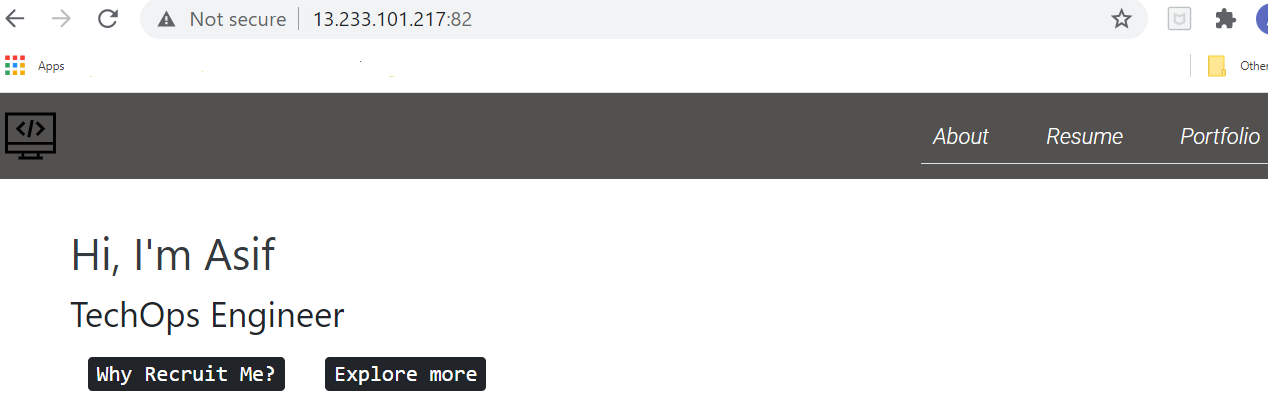 Not secure 13.233.101.217:82
Apps
Other
</>
About Resume Portfolio
Hi, I'm Asif
TechOps Engineer
Why Recruit Me? Explore more